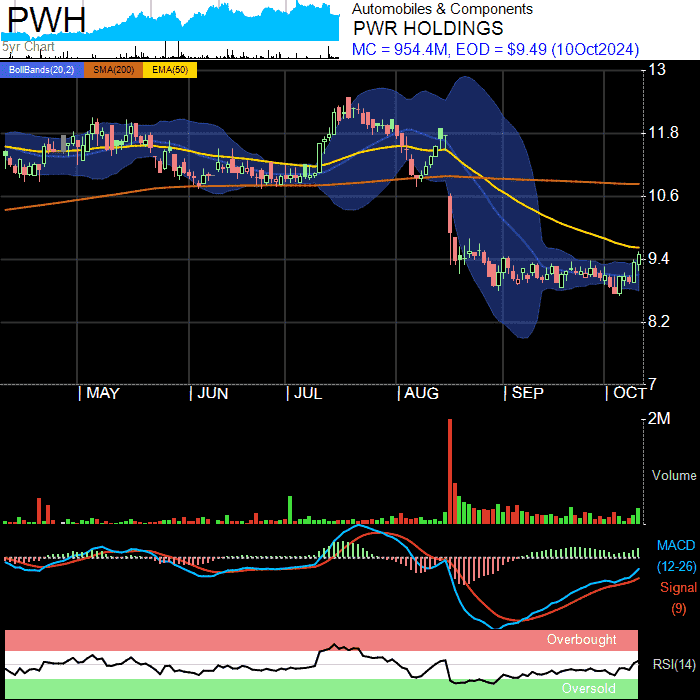 PWH
5yr Chart
Automobiles & Components
PWR HOLDINGS
MC = 954.4M, EOD = $9.49 (10Oct2024)
BollBands(20,2) SMA(200) EMA(50)
13
11.8
10.6
9.4
8.2
7
| MAY | JUN | JUL | AUG | SEP | OCT
2M
Volume
MACD
(12-26)
Signal
(9)
Overbought
RSI(14)
Oversold